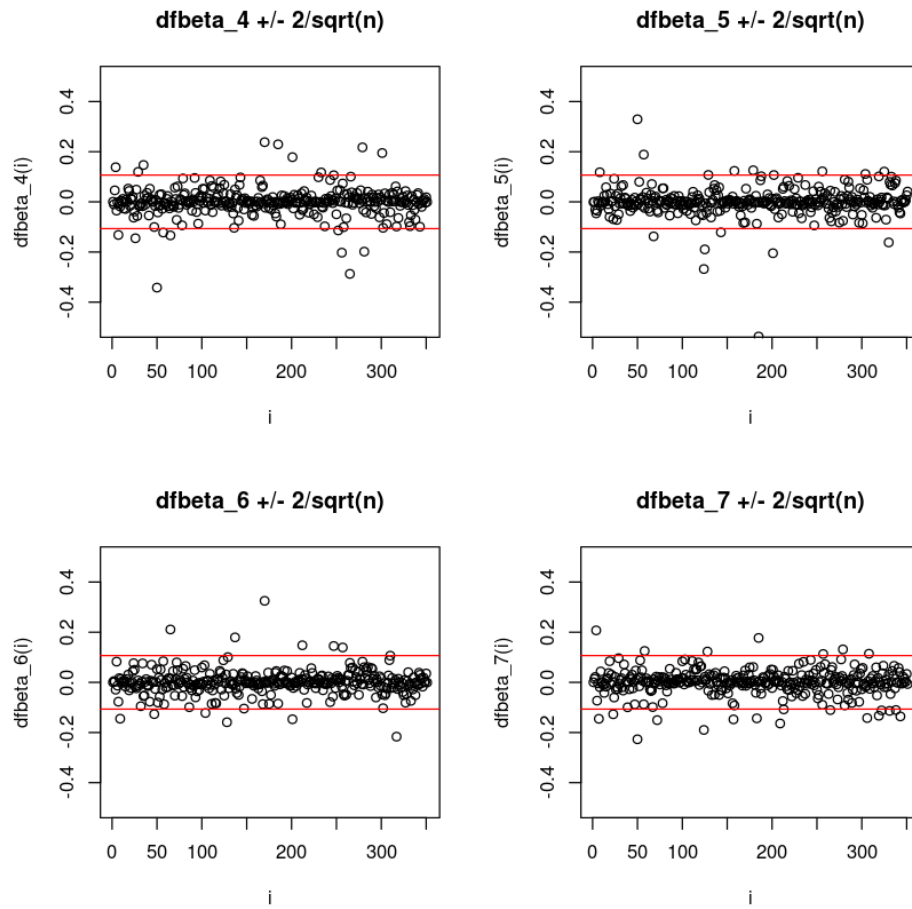 dfbeta_4 +/- 2/sqrt(n)
dfbeta_4(i)
0.4
0.2
0.0
-0.2
-0.4
0 50 100 200 300
i
dfbeta_5 +/- 2/sqrt(n)
dfbeta_5(i)
0.4
0.2
0.0
-0.2
-0.4
0 50 100 200 300
i
dfbeta_6 +/- 2/sqrt(n)
dfbeta_6(i)
0.4
0.2
0.0
-0.2
-0.4
0 50 100 200 300
i
dfbeta_7 +/- 2/sqrt(n)
dfbeta_7(i)
0.4
0.2
0.0
-0.2
-0.4
0 50 100 200 300
i